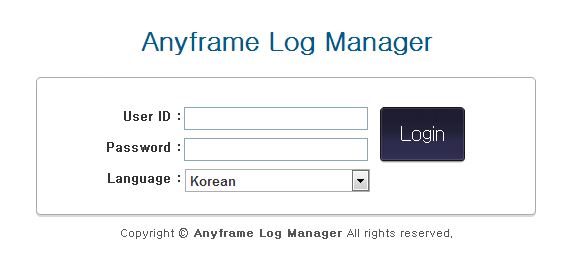 Anyframe Log Manager
User ID :
Login
Password :
Language : Korean
Copyright © Anyframe Log Manager All rights reserved.